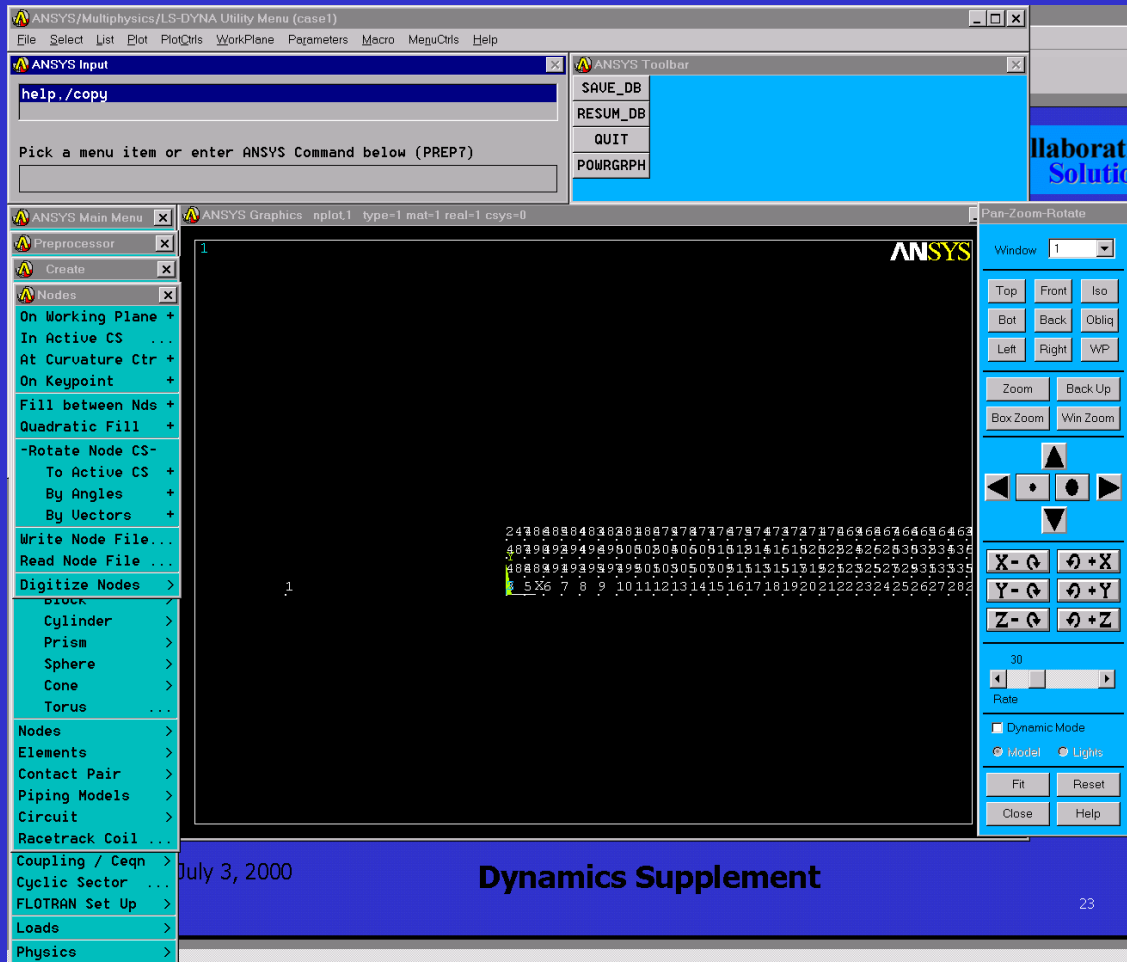 ANSYS/Multiphysics/LS-DYNA Utility Menu (case1)
File Select List Plot PlotCtrls WorkPlane Parameters Macro MenuCtrls Help
ANSYS Input
help,/copy
Pick a menu item or enter ANSYS Command below (PREP7)
ANSYS Toolbar
SAVE_DB
RESUM_DB
QUIT
POWRGRPH
llaborat
Solutio
ANSYS Main Menu
Preprocessor
Create
Nodes
On Working Plane +
In Active CS ...
At Curvature Ctr +
On Keypoint +
Fill between Nds +
Quadratic Fill +
-Rotate Node CS-
To Active CS +
By Angles +
By Vectors +
Write Node File...
Read Node File ...
Digitize Nodes >
Block >
Cylinder >
Prism >
Sphere >
Cone >
Torus ...
Nodes >
Elements >
Contact Pair >
Piping Models >
Circuit >
Racetrack Coil ...
Coupling / Ceqn >
Cyclic Sector ...
FLOTRAN Set Up >
Loads >
Physics >
ANSYS Graphics nplot,1 type=1 mat=1 real=1 csys=0
1
ANSYS
Y
1
X 6 7 8 9 10 11 12 13 14 15 16 17 18 19 20 21 22 23 24 25 26 27 28 2
Pan-Zoom-Rotate
Window 1
Top Front Iso
Bot Back Obliq
Left Right WP
Zoom Back Up
Box Zoom Win Zoom
X- +X
Y- +Y
Z- +Z
30
Rate
Dynamic Mode
Model Lights
Fit Reset
Close Help
July 3, 2000
Dynamics Supplement
23